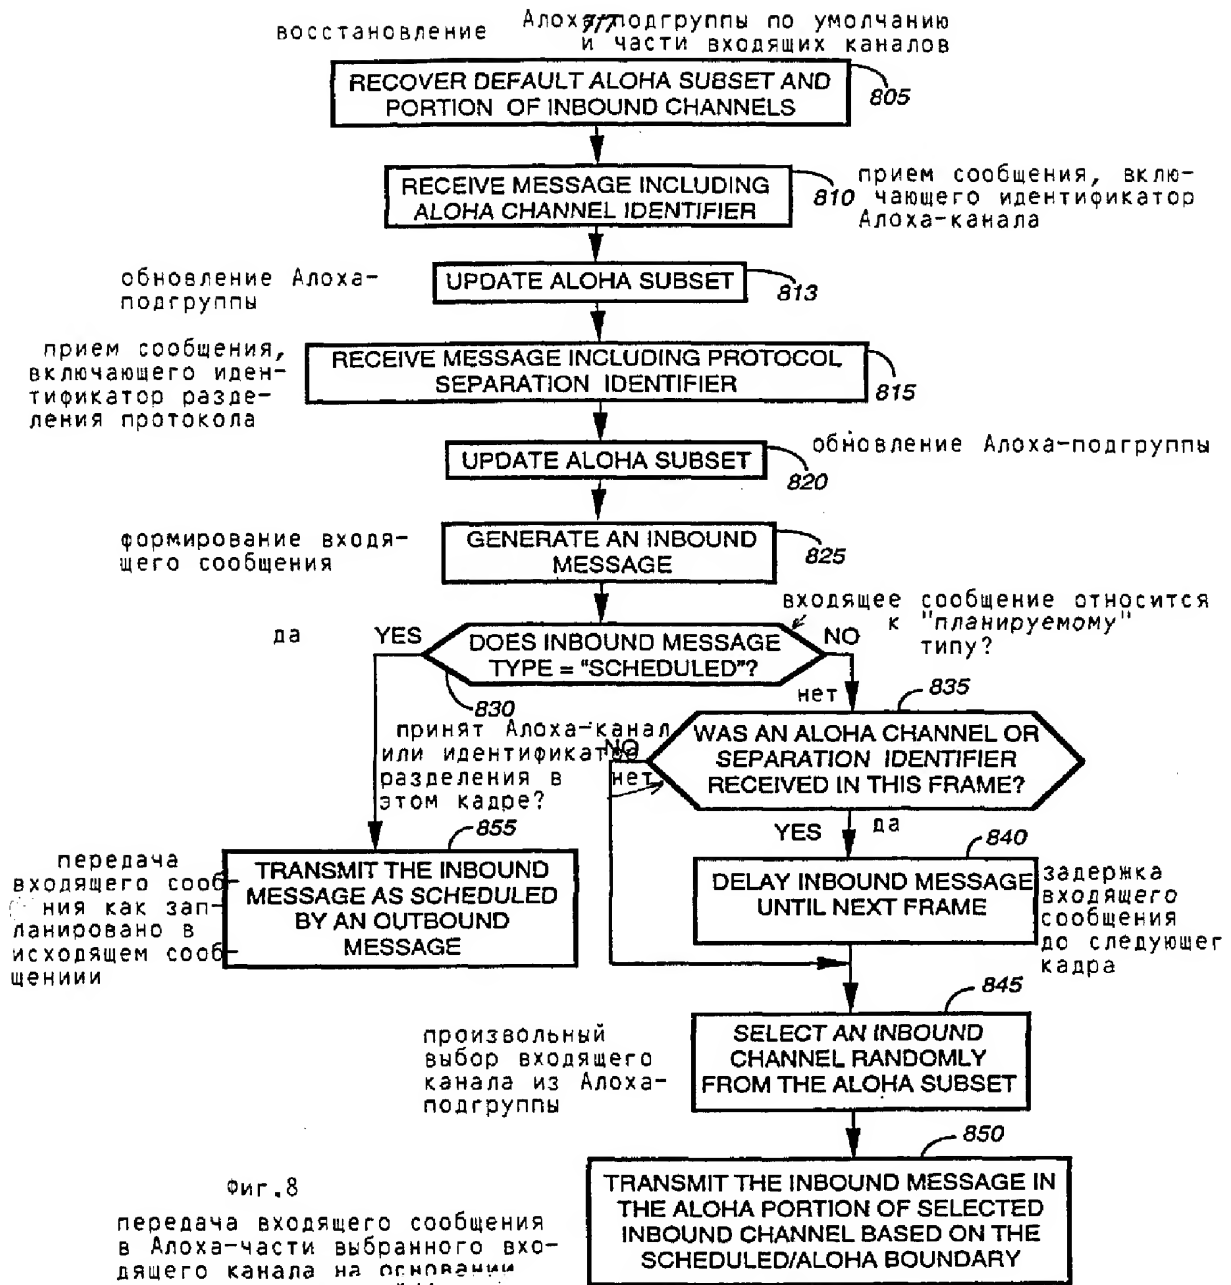 восстановление Алоха-подгруппы по умолчанию
и части входящих каналов
RECOVER DEFAULT ALOHA SUBSET AND
PORTION OF INBOUND CHANNELS
805
RECEIVE MESSAGE INCLUDING
ALOHA CHANNEL IDENTIFIER
810
прием сообщения, вклю-
чающего идентификатор
Алоха-канала
обновление Алоха-
подгруппы
UPDATE ALOHA SUBSET
813
прием сообщения,
включающего иден-
тификатор разде-
ления протокола
RECEIVE MESSAGE INCLUDING PROTOCOL
SEPARATION IDENTIFIER
815
UPDATE ALOHA SUBSET
820
обновление Алоха-подгруппы
формирование входя-
щего сообщения
GENERATE AN INBOUND
MESSAGE
825
входящее сообщение относится
к "планируемому"
типу?
да
YES
DOES INBOUND MESSAGE
TYPE = "SCHEDULED"?
NO
830
нет
835
принят Алоха-канал
или идентификатор
разделения в
этом кадре?
NO
нет
WAS AN ALOHA CHANNEL OR
SEPARATION IDENTIFIER
RECEIVED IN THIS FRAME?
YES
да
855
передача
входящего сооб-
ния как зап-
ланировано в
исходящем сооб-
щениии
TRANSMIT THE INBOUND
MESSAGE AS SCHEDULED
BY AN OUTBOUND
MESSAGE
840
DELAY INBOUND MESSAGE
UNTIL NEXT FRAME
задержка
входящего
сообщения
до следующег
кадра
845
произвольный
выбор входящего
канала из Алоха-
подгруппы
SELECT AN INBOUND
CHANNEL RANDOMLY
FROM THE ALOHA SUBSET
850
TRANSMIT THE INBOUND MESSAGE IN
THE ALOHA PORTION OF SELECTED
INBOUND CHANNEL BASED ON THE
SCHEDULED/ALOHA BOUNDARY
Фиг.8
передача входящего сообщения
в Алоха-части выбранного вхо-
дящего канала на основании